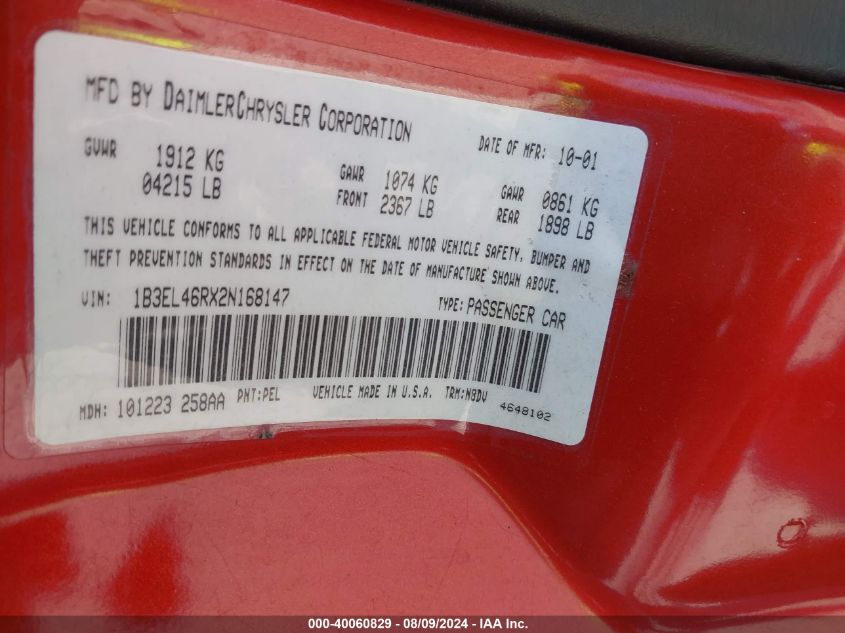 MFD BY DAIMLERCHRYSLER CORPORATION DATE OF MFR: 10-01
GVWR 1912 KG 04215 LB
GAWR FRONT 1074 KG 2367 LB
GAWR REAR 0861 KG 1898 LB
THIS VEHICLE CONFORMS TO ALL APPLICABLE FEDERAL MOTOR VEHICLE SAFETY, BUMPER AND
THEFT PREVENTION STANDARDS IN EFFECT ON THE DATE OF MANUFACTURE SHOWN ABOVE.
VIN: 1B3EL46RX2N168147 TYPE: PASSENGER CAR
MDH: 101223 258AA PNT:PEL VEHICLE MADE IN U.S.A. TRM:N8DV 4648102
000-40060829 - 08/09/2024 - IAA Inc.